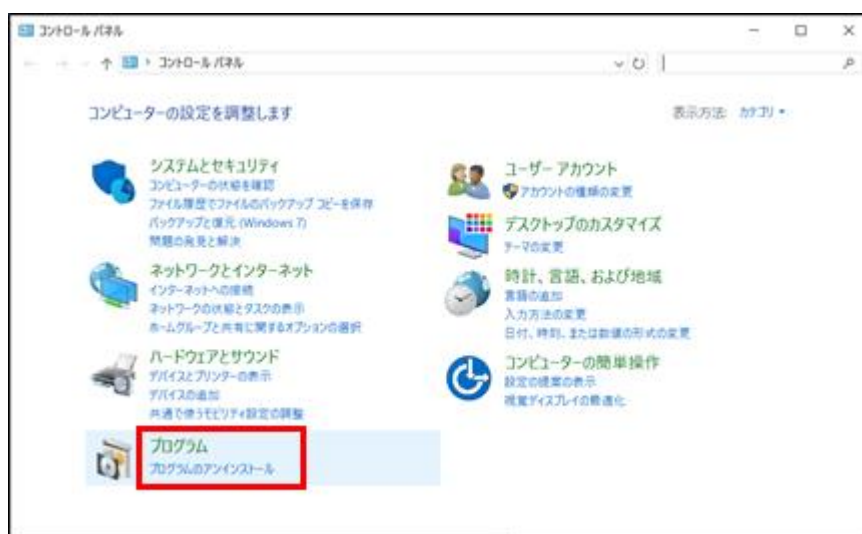 コントロール パネル
コントロール パネル
コンピューターの設定を調整します
表示方法: カテゴリ
システムとセキュリティ
コンピューターの状態を確認
ファイル履歴でファイルのバックアップ コピーを保存
バックアップと復元 (Windows 7)
問題の発見と解決
ネットワークとインターネット
インターネットへの接続
ネットワークの状態とタスクの表示
ホームグループと共有に関するオプションの選択
ハードウェアとサウンド
デバイスとプリンターの表示
デバイスの追加
共通で使うモビリティ設定の調整
プログラム
プログラムのアンインストール
ユーザー アカウント
アカウントの種類の変更
デスクトップのカスタマイズ
テーマの変更
時計、言語、および地域
言語の追加
入力方法の変更
日付、時刻、または数値の形式の変更
コンピューターの簡単操作
設定の提案の表示
視覚ディスプレイの最適化